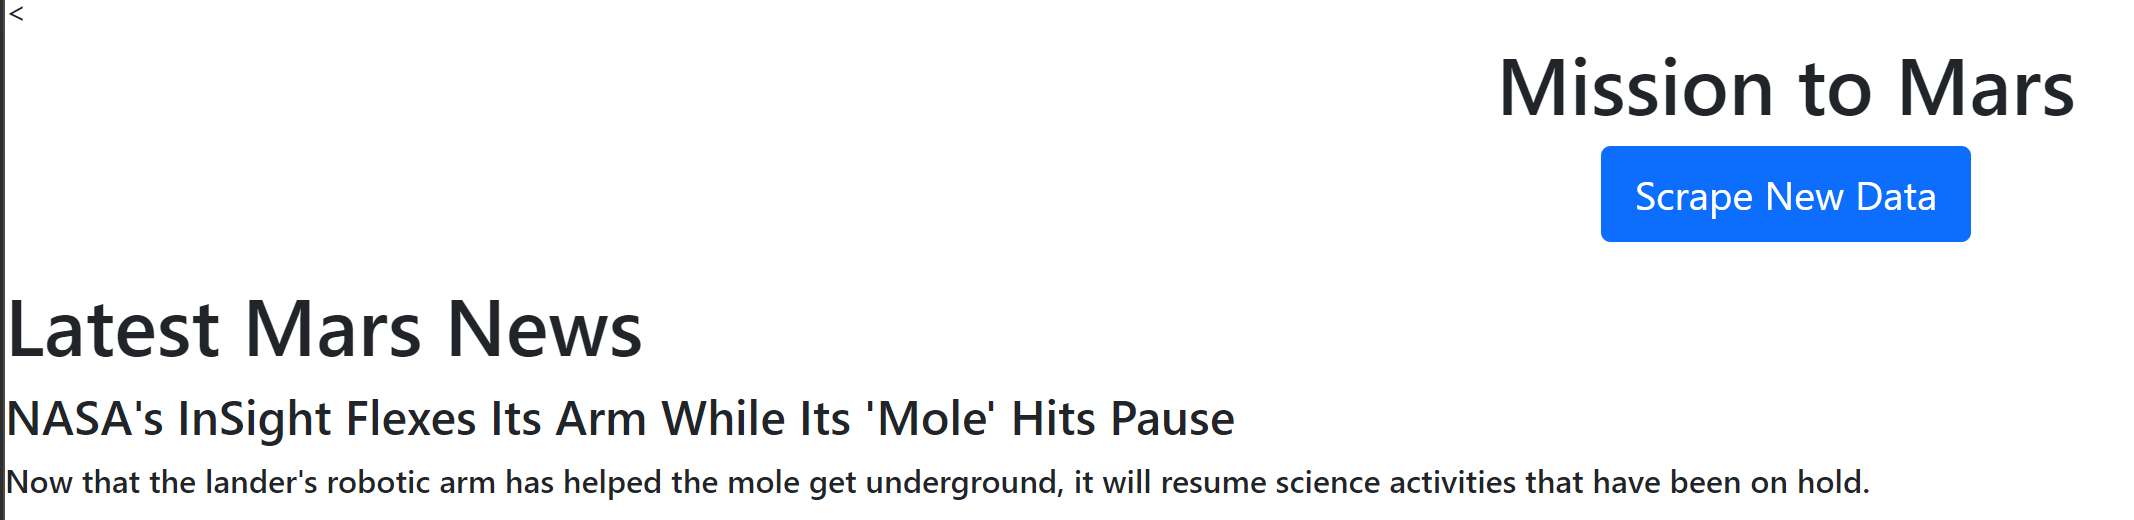 <
Mission to Mars
Scrape New Data
Latest Mars News
NASA's InSight Flexes Its Arm While Its 'Mole' Hits Pause
Now that the lander's robotic arm has helped the mole get underground, it will resume science activities that have been on hold.